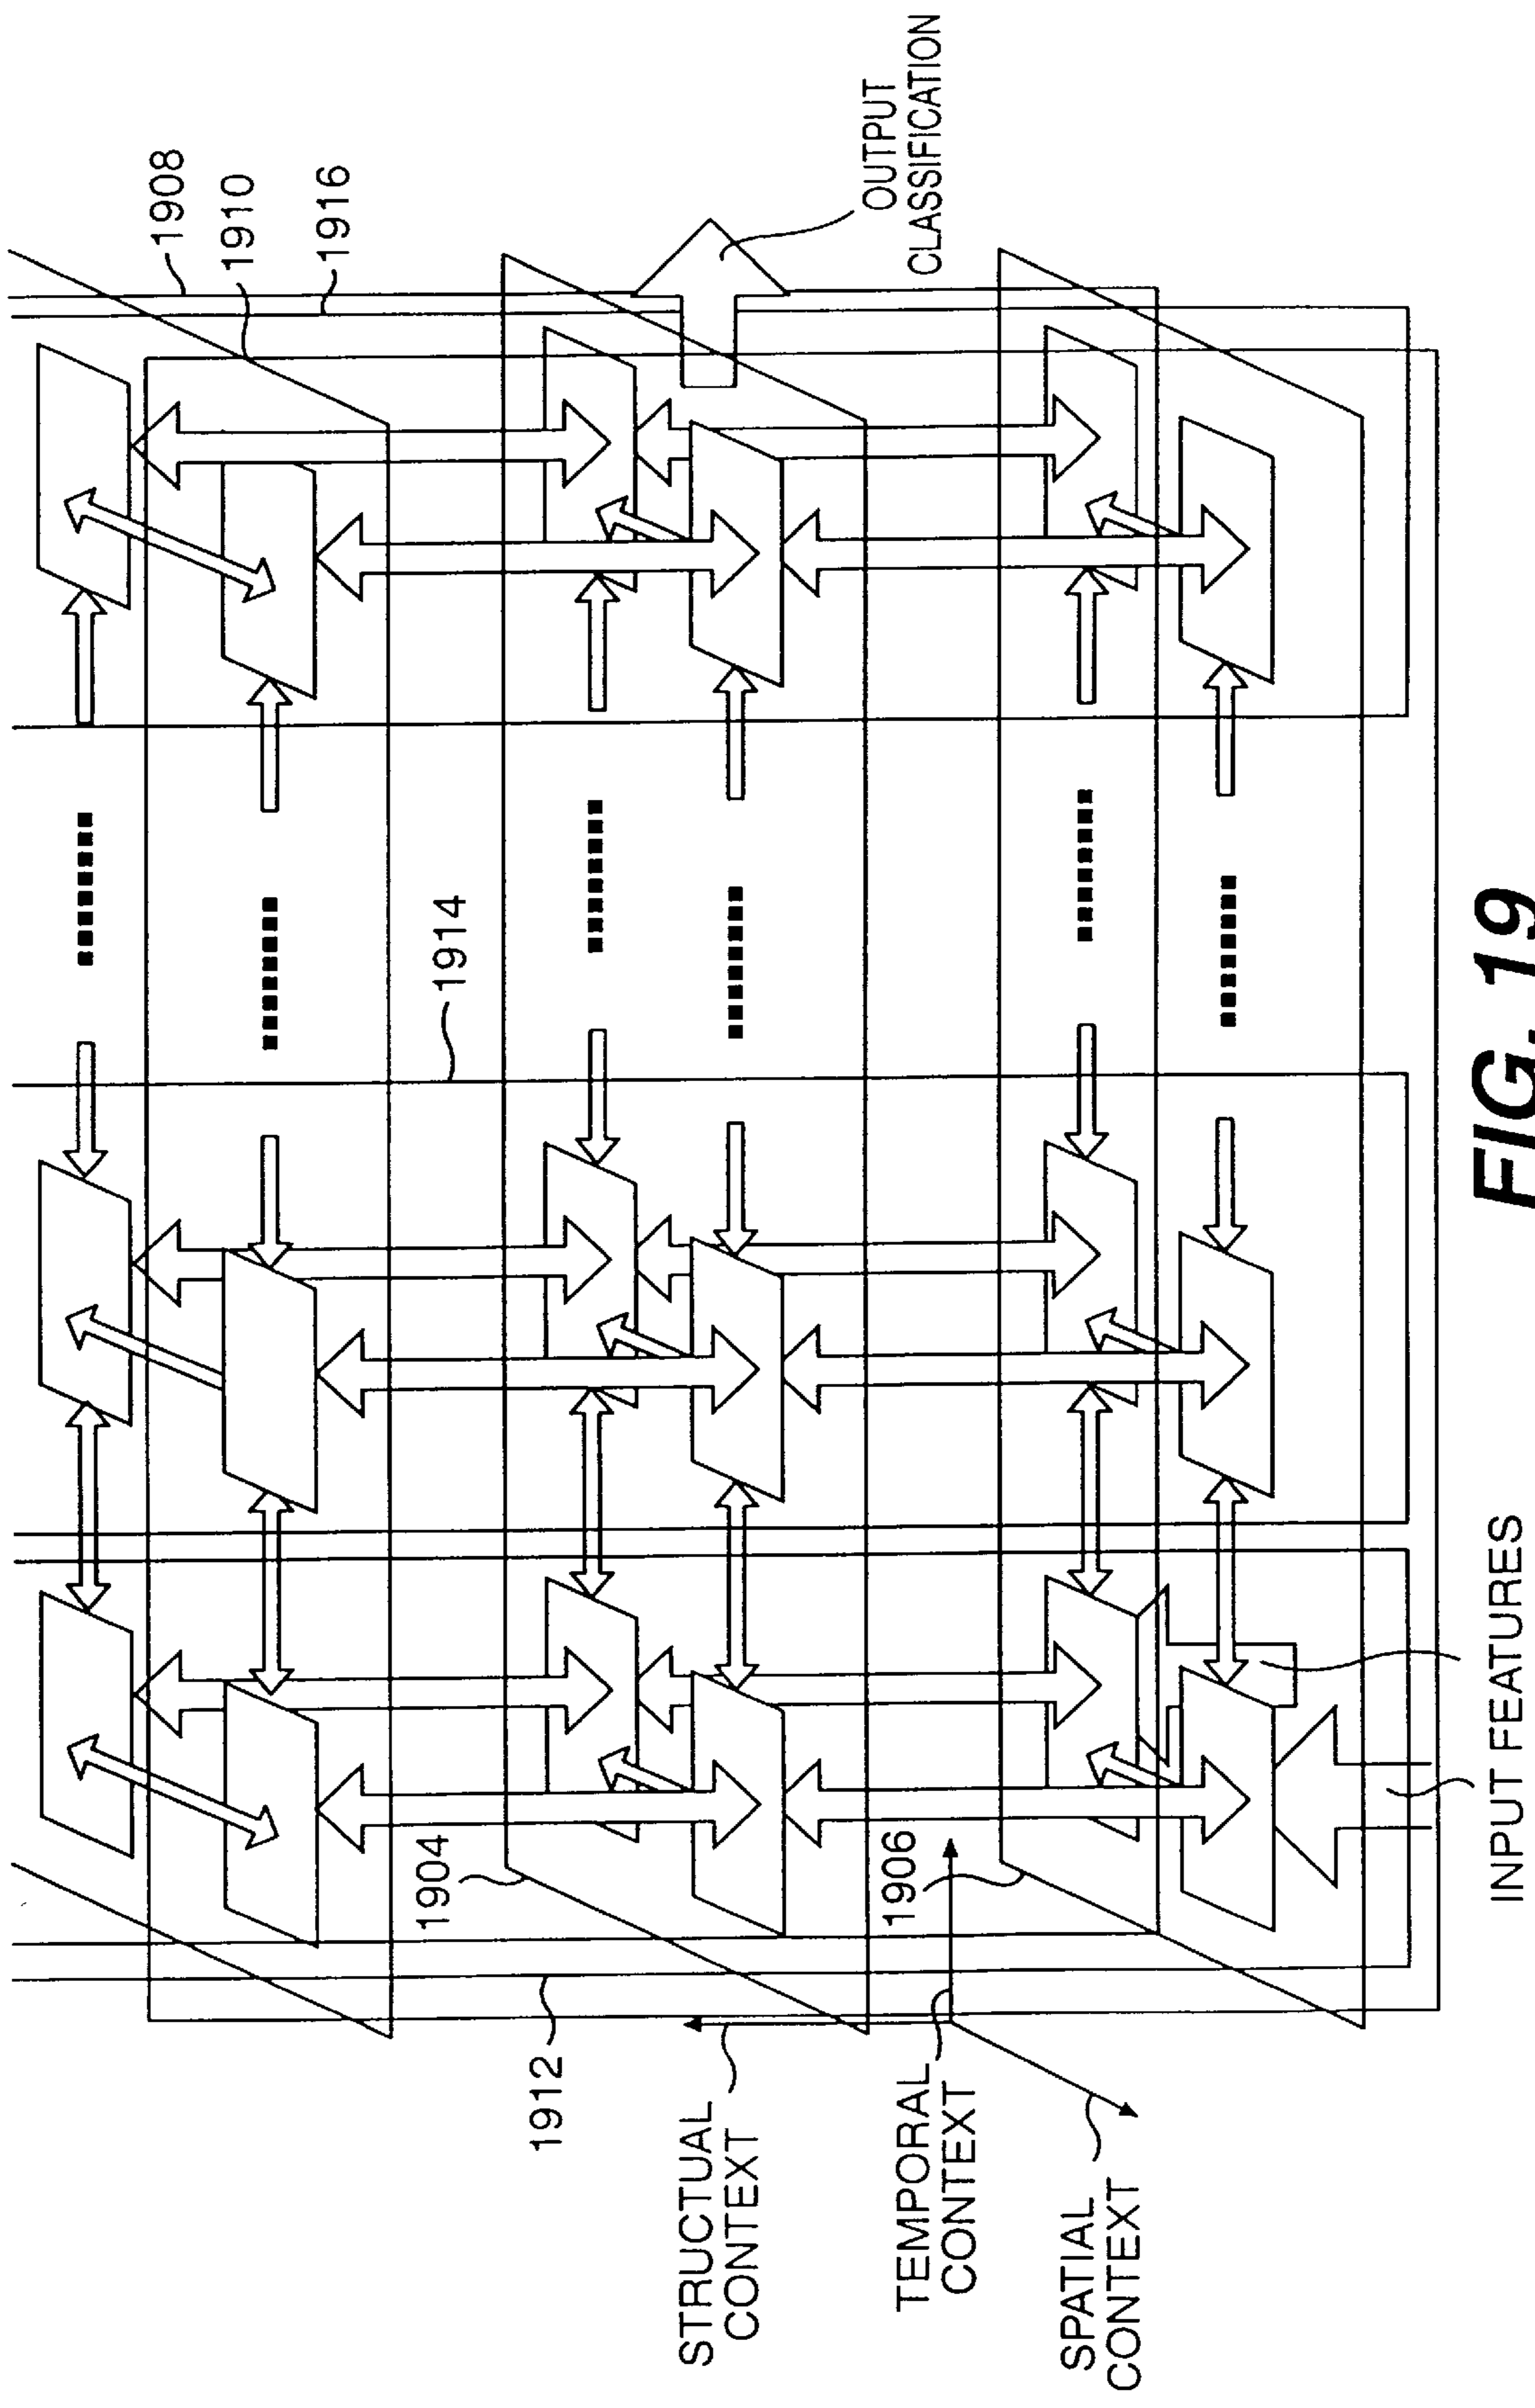 1908
1910
1916
OUTPUT
CLASSIFICATION
1914
1904
1906
1912
STRUCTUAL
CONTEXT
TEMPORAL
CONTEXT
SPATIAL
CONTEXT
INPUT FEATURES
FIG. 19